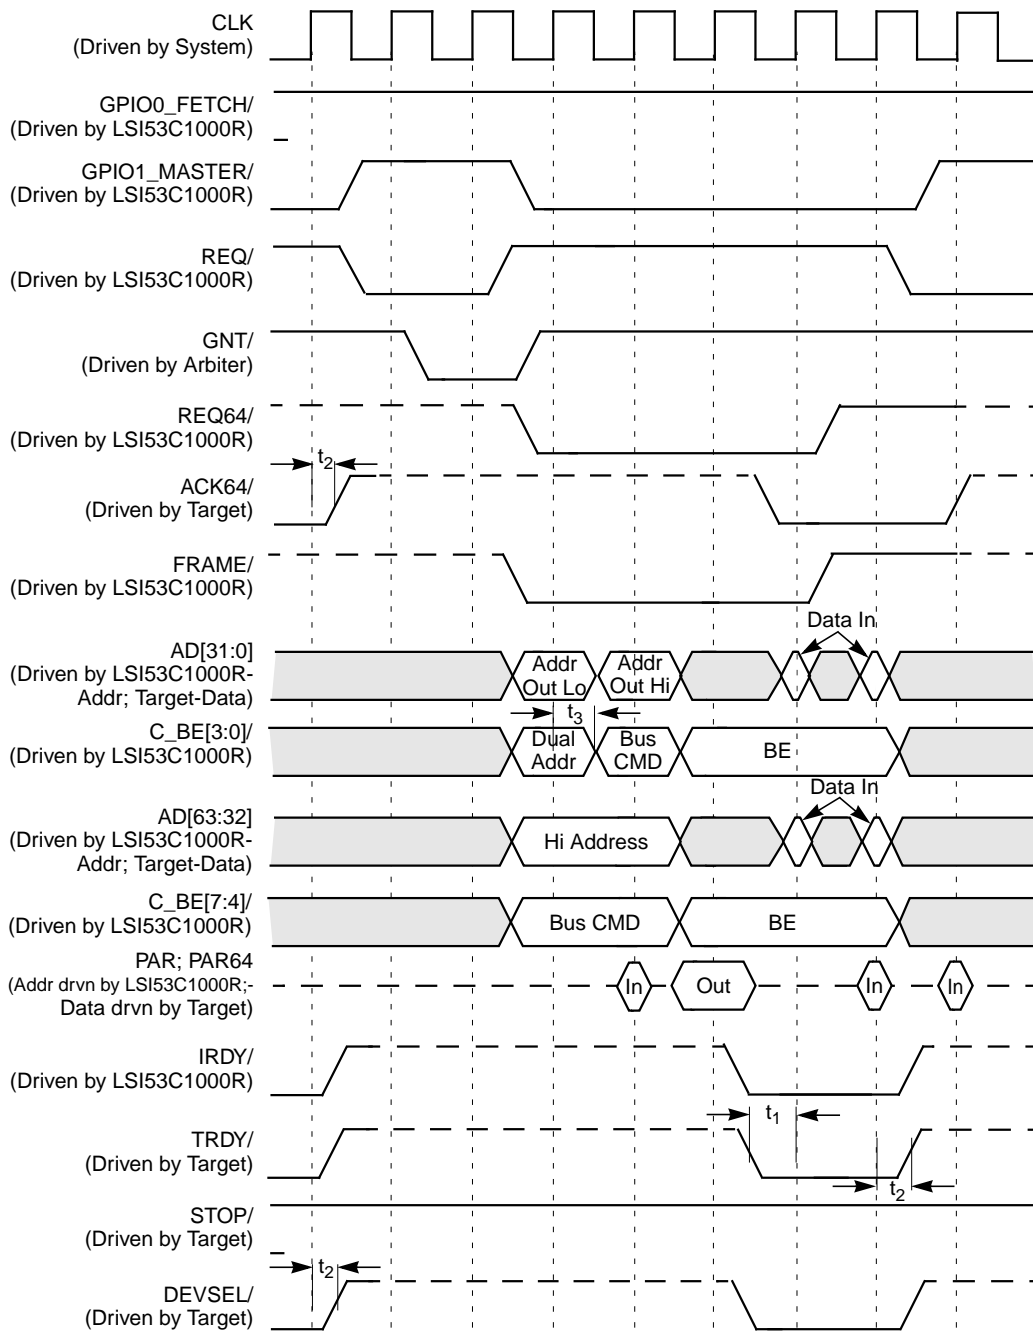 CLK
(Driven by System)
GPIO0_FETCH/
(Driven by LSI53C1000R)
GPIO1_MASTER/
(Driven by LSI53C1000R)
REQ/
(Driven by LSI53C1000R)
GNT/
(Driven by Arbiter)
REQ64/
(Driven by LSI53C1000R)
t2
ACK64/
(Driven by Target)
FRAME/
(Driven by LSI53C1000R)
Data In
AD[31:0]
(Driven by LSI53C1000R-
Addr; Target-Data)
Addr
Out Lo
Addr
Out Hi
t3
C_BE[3:0]/
(Driven by LSI53C1000R)
Dual
Addr
Bus
CMD
BE
Data In
AD[63:32]
(Driven by LSI53C1000R-
Addr; Target-Data)
Hi Address
C_BE[7:4]/
(Driven by LSI53C1000R)
Bus CMD
BE
PAR; PAR64
(Addr drvn by LSI53C1000R;-
Data drvn by Target)
In
Out
In
In
IRDY/
(Driven by LSI53C1000R)
t1
TRDY/
(Driven by Target)
t2
STOP/
(Driven by Target)
t2
DEVSEL/
(Driven by Target)